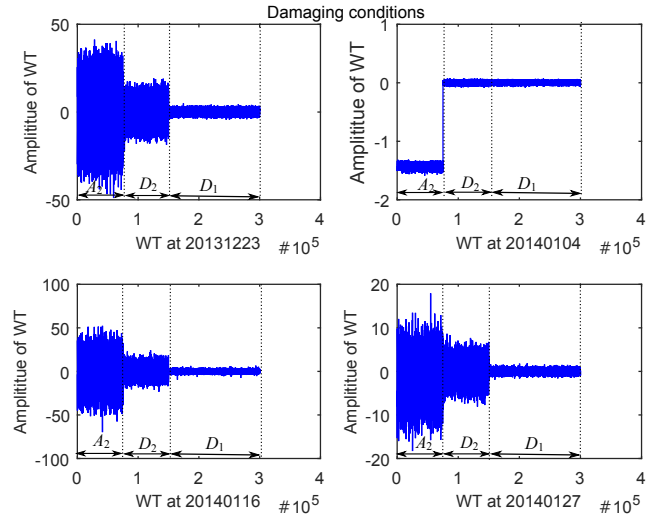 Damaging conditions
Amplititue of WT
50
0
-50
A2
D2
D1
0
1
2
3
4
WT at 20131223
#10^5
Amplititue of WT
1
0
-1
-2
A2
D2
D1
0
1
2
3
4
WT at 20140104
#10^5
Amplititue of WT
100
50
0
-50
-100
A2
D2
D1
0
1
2
3
4
WT at 20140116
#10^5
Amplititue of WT
20
10
0
-10
-20
A2
D2
D1
0
1
2
3
4
WT at 20140127
#10^5